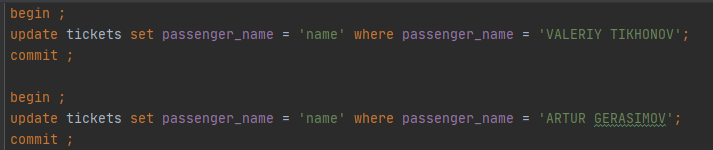 begin ;
update tickets set passenger_name = 'name' where passenger_name = 'VALERIY TIKHONOV';
commit ;
begin ;
update tickets set passenger_name = 'name' where passenger_name = 'ARTUR GERASIMOV';
commit ;